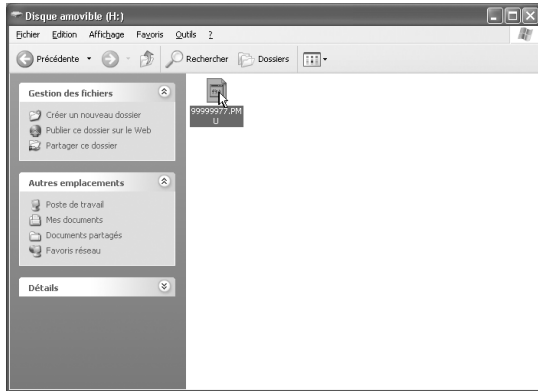 Disque amovible (H:)
Fichier Edition Affichage Favoris Outils ?
Précédente Rechercher Dossiers
Gestion des fichiers
Créer un nouveau dossier
Publier ce dossier sur le Web
Partager ce dossier
Autres emplacements
Poste de travail
Mes documents
Documents partagés
Favoris réseau
Détails
99999977.PM
U